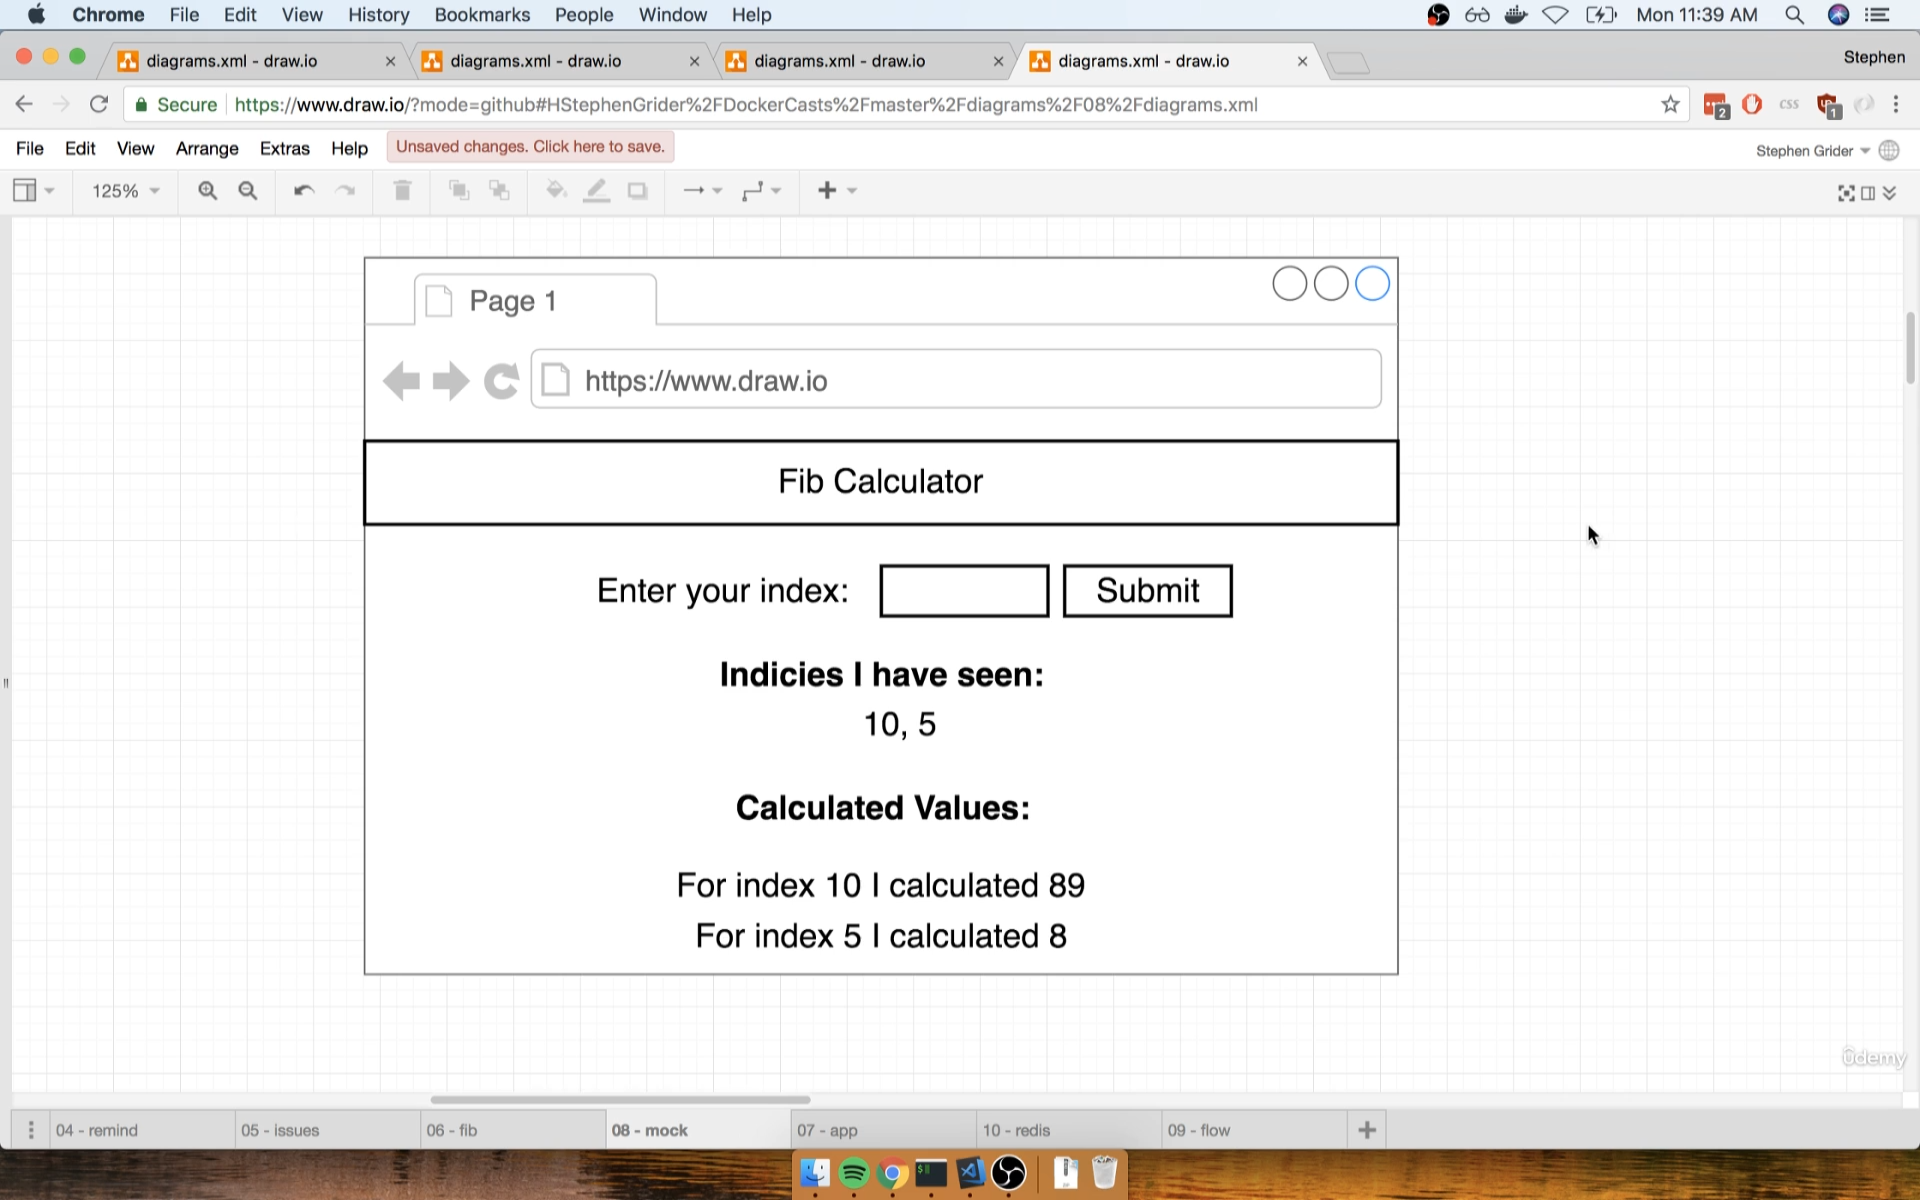 Chrome File Edit View History Bookmarks People Window Help Mon 11:39 AM
diagrams.xml - draw.io diagrams.xml - draw.io diagrams.xml - draw.io diagrams.xml - draw.io Stephen
Secure https://www.draw.io/?mode=github#HStephenGrider%2FDockerCasts%2Fmaster%2Fdiagrams%2F08%2Fdiagrams.xml CSS 2 1
File Edit View Arrange Extras Help Unsaved changes. Click here to save. Stephen Grider
125%
Page 1
https://www.draw.io
Fib Calculator
Enter your index: Submit
Indicies I have seen:
10, 5
Calculated Values:
For index 10 I calculated 89
For index 5 I calculated 8
Udemy
04 - remind 05 - issues 06 - fib 08 - mock 07 - app 10 - redis 09 - flow